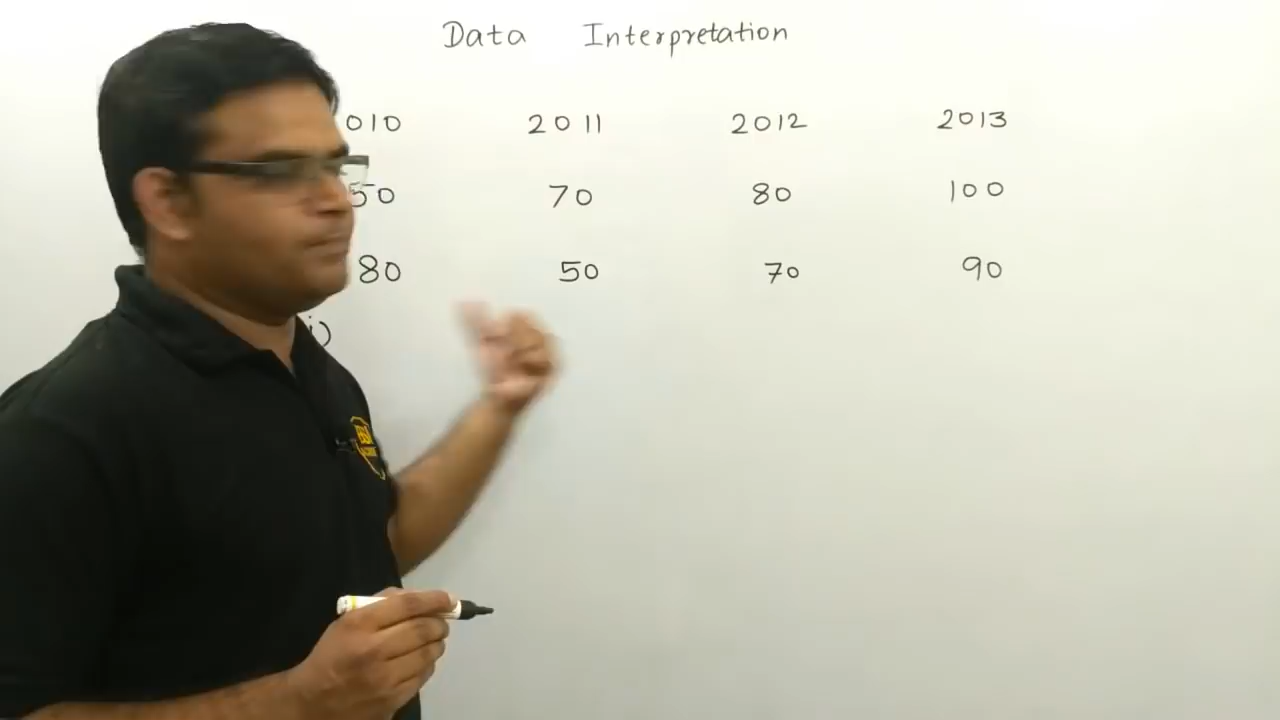 Data Interpretation
010 2011 2012 2013
50 70 80 100
80 50 70 90
i)